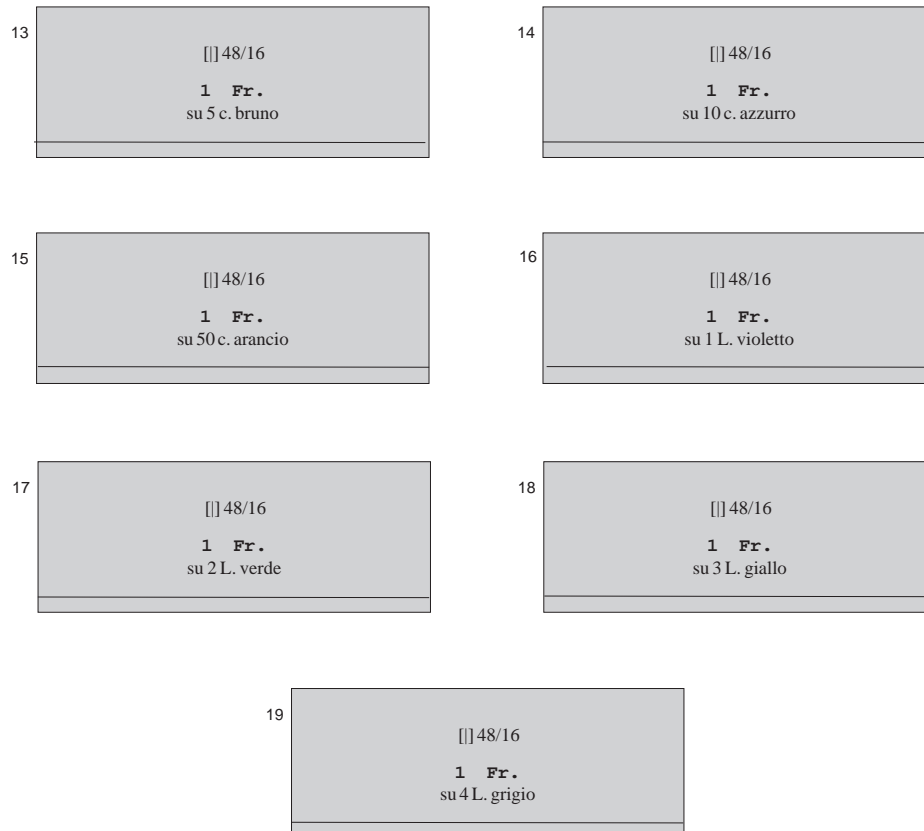 13
[|] 48/16
1 Fr.
su 5 c. bruno
14
[|] 48/16
1 Fr.
su 10 c. azzurro
15
[|] 48/16
1 Fr.
su 50 c. arancio
16
[|] 48/16
1 Fr.
su 1 L. violetto
17
[|] 48/16
1 Fr.
su 2 L. verde
18
[|] 48/16
1 Fr.
su 3 L. giallo
19
[|] 48/16
1 Fr.
su 4 L. grigio